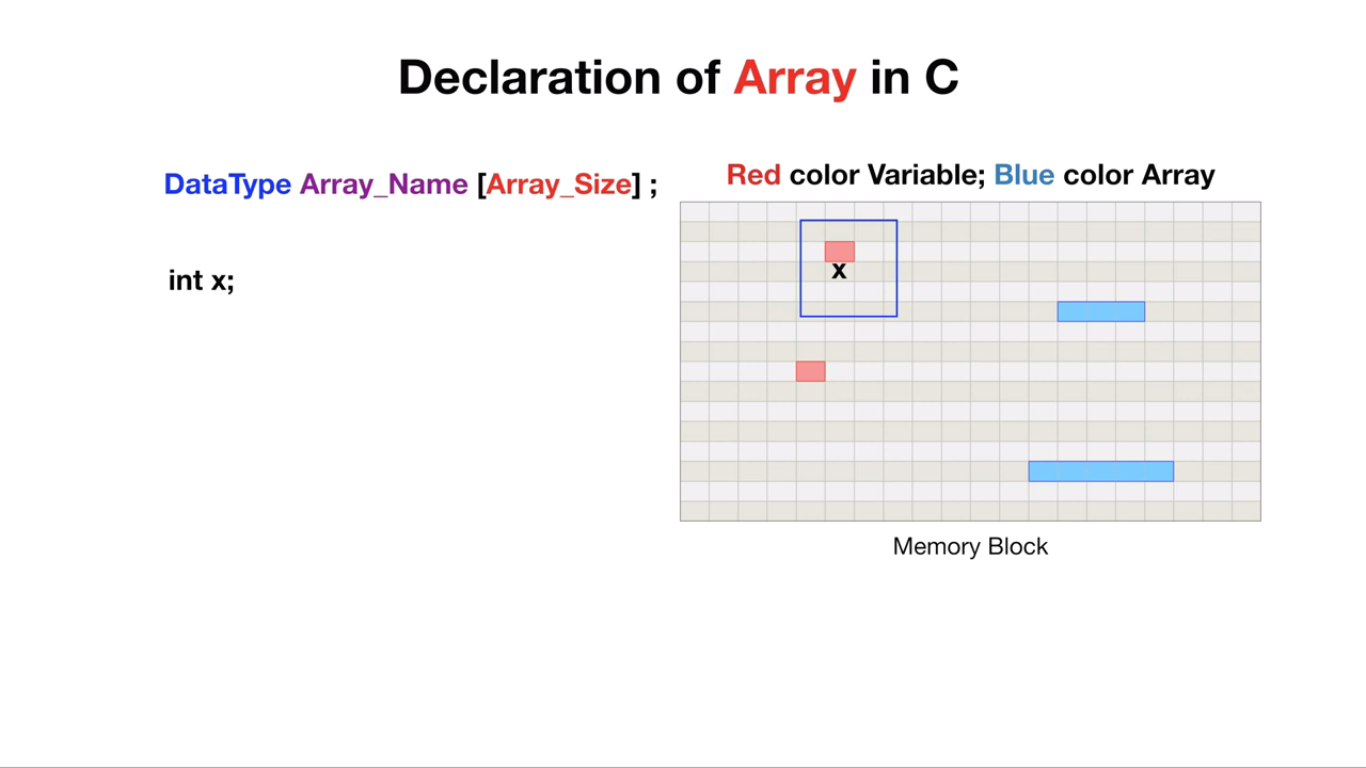 Declaration of Array in C
DataType Array_Name [Array_Size] ;
int x;
Red color Variable; Blue color Array
x
Memory Block